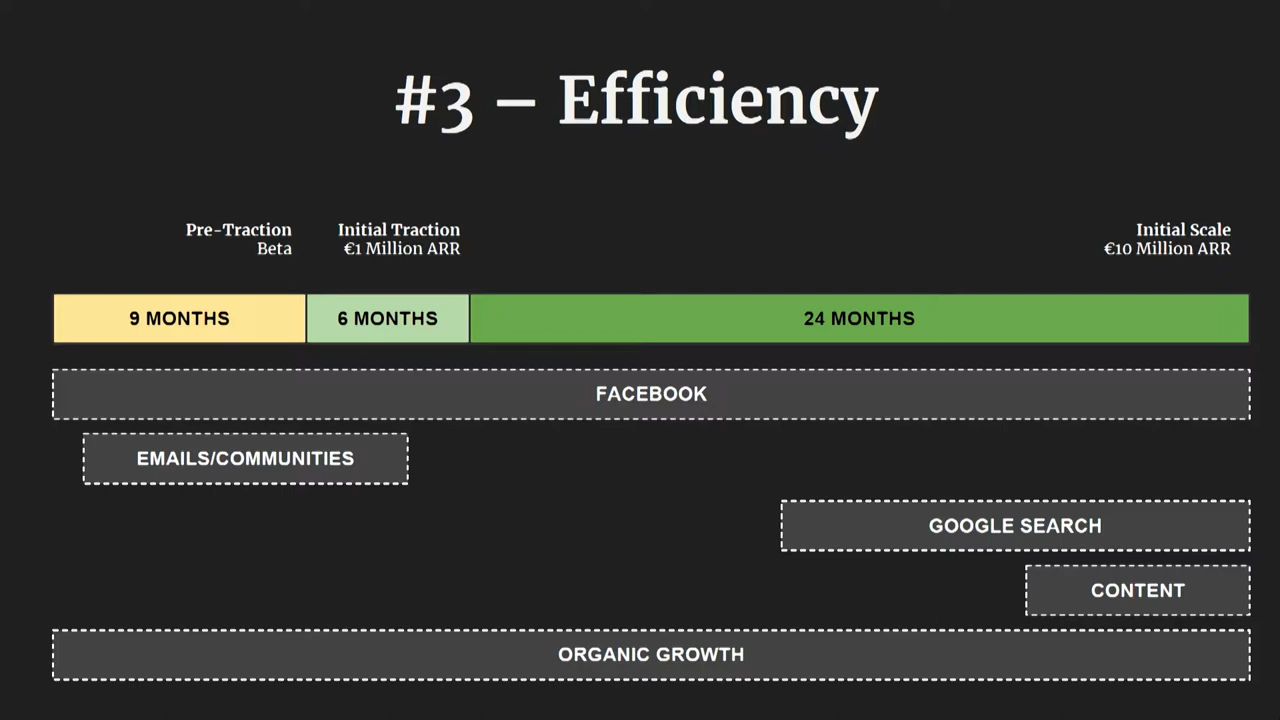 #3 – Efficiency
Pre-Traction
Beta
Initial Traction
€1 Million ARR
Initial Scale
€10 Million ARR
9 MONTHS
6 MONTHS
24 MONTHS
FACEBOOK
EMAILS/COMMUNITIES
GOOGLE SEARCH
CONTENT
ORGANIC GROWTH